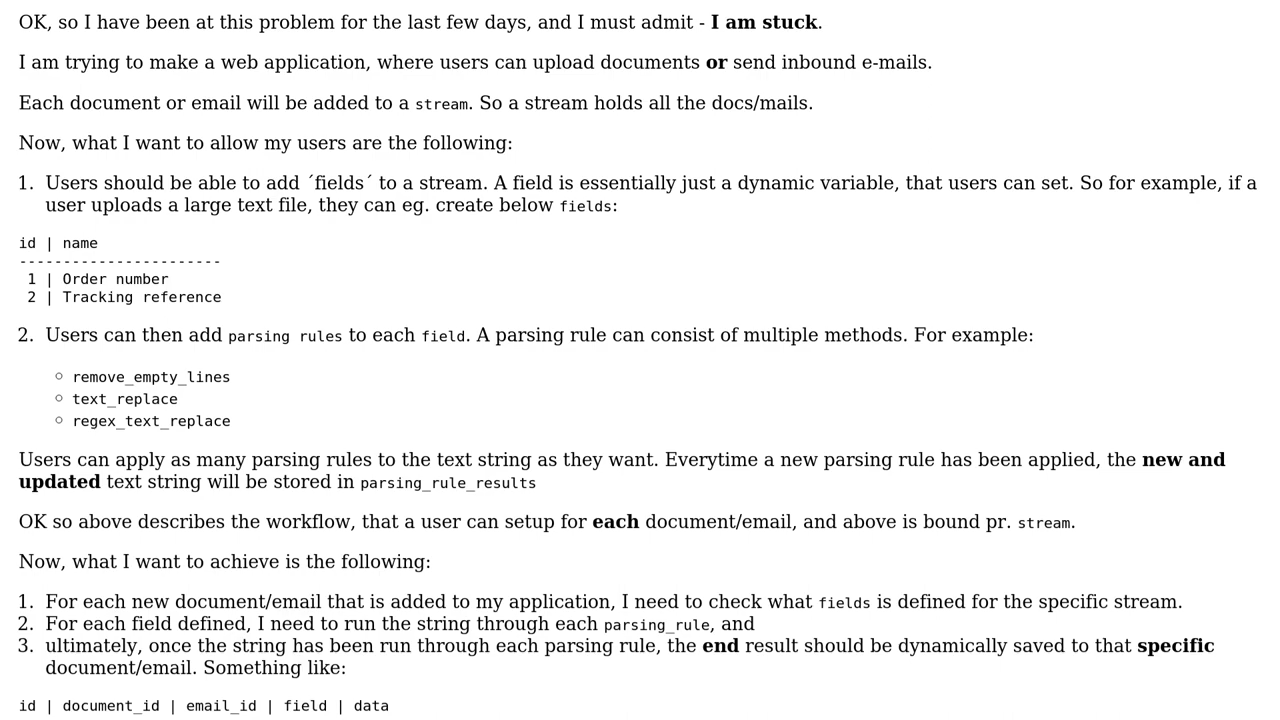 OK, so I have been at this problem for the last few days, and I must admit - I am stuck.
I am trying to make a web application, where users can upload documents or send inbound e-mails.
Each document or email will be added to a stream. So a stream holds all the docs/mails.
Now, what I want to allow my users are the following:
1. Users should be able to add ´fields´ to a stream. A field is essentially just a dynamic variable, that users can set. So for example, if a
user uploads a large text file, they can eg. create below fields:
id | name
-----------------------
1 | Order number
2 | Tracking reference
2. Users can then add parsing rules to each field. A parsing rule can consist of multiple methods. For example:
○ remove_empty_lines
○ text_replace
○ regex_text_replace
Users can apply as many parsing rules to the text string as they want. Everytime a new parsing rule has been applied, the new and
updated text string will be stored in parsing_rule_results
OK so above describes the workflow, that a user can setup for each document/email, and above is bound pr. stream.
Now, what I want to achieve is the following:
1. For each new document/email that is added to my application, I need to check what fields is defined for the specific stream.
2. For each field defined, I need to run the string through each parsing_rule, and
3. ultimately, once the string has been run through each parsing rule, the end result should be dynamically saved to that specific
document/email. Something like:
id | document_id | email_id | field | data